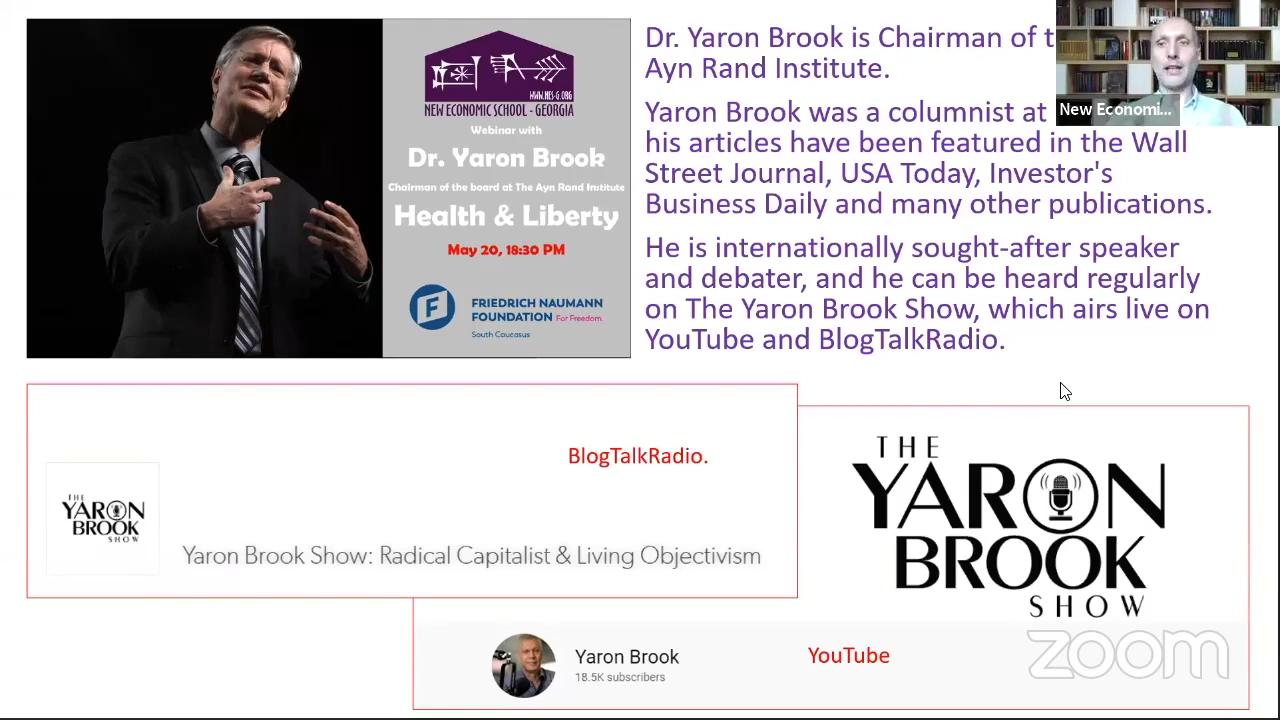 WWW.NES-G.ORG
NEW ECONOMIC SCHOOL - GEORGIA
Webinar with
Dr. Yaron Brook
Chairman of the board at The Ayn Rand Institute
Health & Liberty
May 20, 18:30 PM
F
FRIEDRICH NAUMANN
FOUNDATION For Freedom.
South Caucasus
Dr. Yaron Brook is Chairman of t
Ayn Rand Institute.
Yaron Brook was a columnist at
his articles have been featured in the Wall
Street Journal, USA Today, Investor's
Business Daily and many other publications.
He is internationally sought-after speaker
and debater, and he can be heard regularly
on The Yaron Brook Show, which airs live on
YouTube and BlogTalkRadio.
New Economi...
BlogTalkRadio.
THE
YARON
BROOK
SHOW
Yaron Brook Show: Radical Capitalist & Living Objectivism
THE
YARON
BROOK
SHOW
Yaron Brook
18.5K subscribers
YouTube
zoom